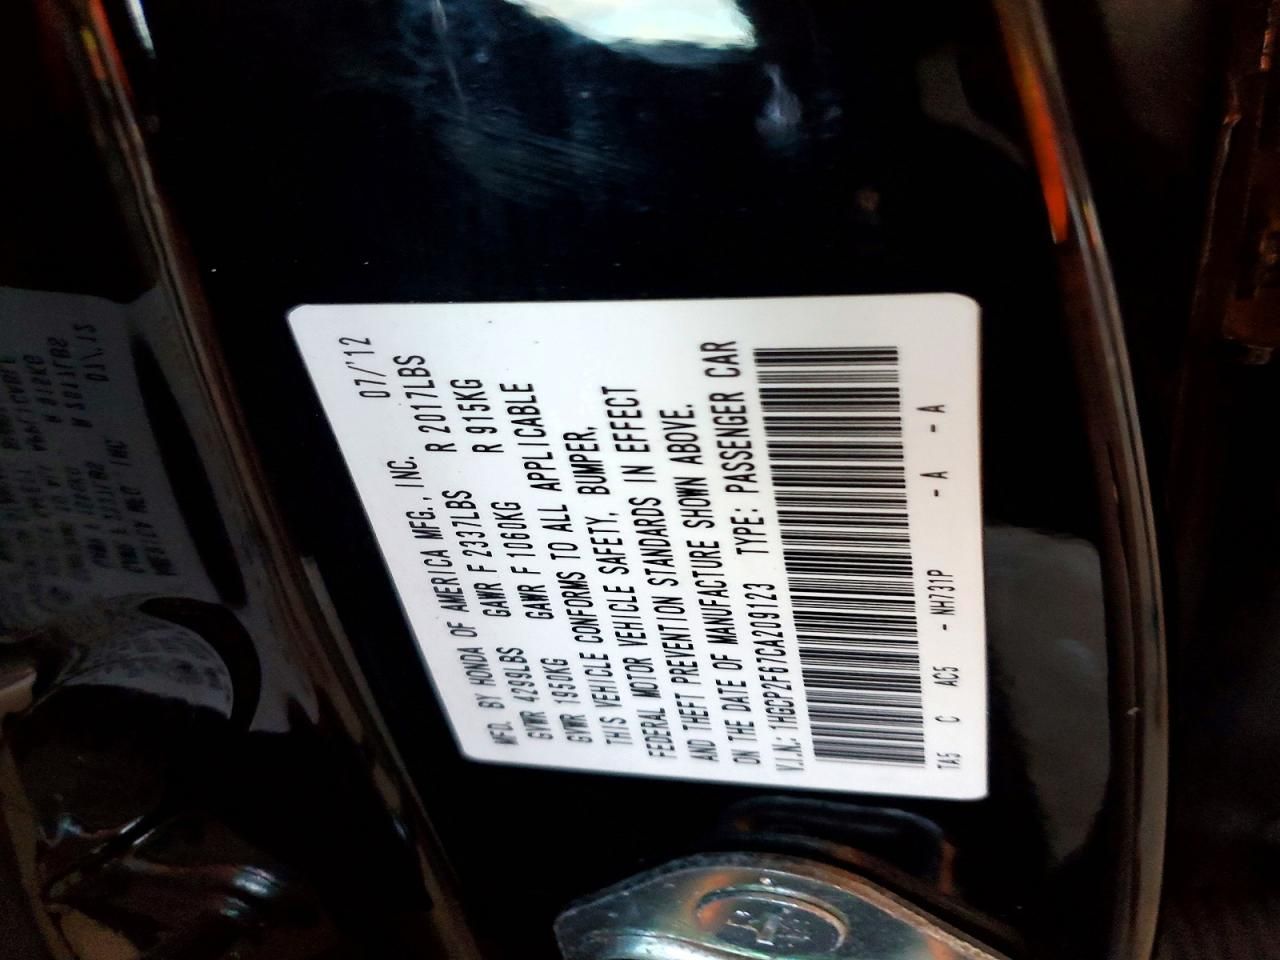 MFD. BY HONDA OF AMERICA MFG., INC. 07/'12
GVWR 4299LBS GAWR F 2337LBS R 2017LBS
GVWR 1950KG GAWR F 1060KG R 915KG
THIS VEHICLE CONFORMS TO ALL APPLICABLE
FEDERAL MOTOR VEHICLE SAFETY, BUMPER,
AND THEFT PREVENTION STANDARDS IN EFFECT
ON THE DATE OF MANUFACTURE SHOWN ABOVE.
V.I.N.: 1HGCP2F67CA209123 TYPE: PASSENGER CAR
TA5 C AC5 - NH731P - A - A